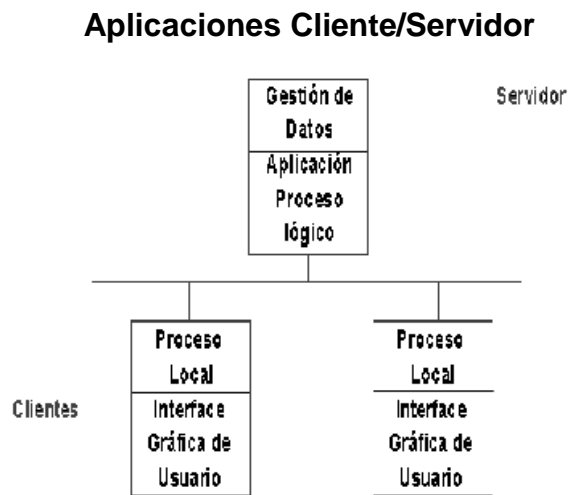 Aplicaciones Cliente/Servidor
Gestión de
Datos
Servidor
Aplicación
Proceso
lógico
Proceso
Local
Proceso
Local
Clientes
Interface
Gráfica de
Usuario
Interface
Gráfica de
Usuario